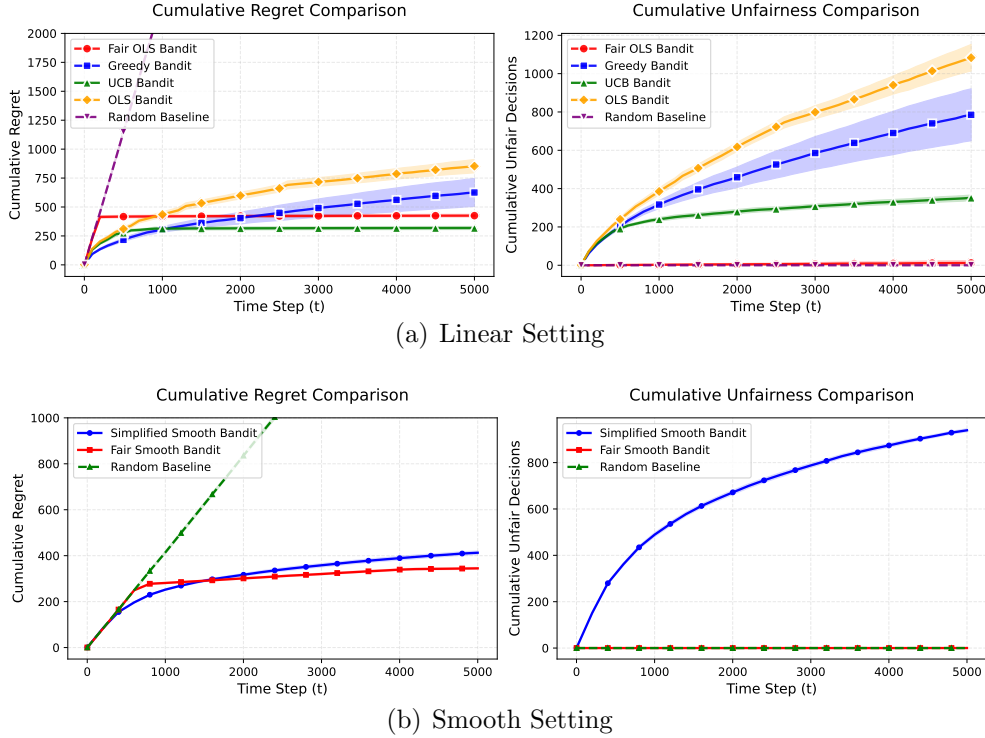 Cumulative Regret Comparison
Cumulative Regret
2000
1750
1500
1250
1000
750
500
250
0
Fair OLS Bandit
Greedy Bandit
UCB Bandit
OLS Bandit
Random Baseline
0 1000 2000 3000 4000 5000
Time Step (t)
Cumulative Unfairness Comparison
Cumulative Unfair Decisions
1200
1000
800
600
400
200
0
Fair OLS Bandit
Greedy Bandit
UCB Bandit
OLS Bandit
Random Baseline
0 1000 2000 3000 4000 5000
Time Step (t)
(a) Linear Setting
Cumulative Regret Comparison
Cumulative Regret
1000
800
600
400
200
0
Simplified Smooth Bandit
Fair Smooth Bandit
Random Baseline
0 1000 2000 3000 4000 5000
Time Step (t)
Cumulative Unfairness Comparison
Cumulative Unfair Decisions
800
600
400
200
0
Simplified Smooth Bandit
Fair Smooth Bandit
Random Baseline
0 1000 2000 3000 4000 5000
Time Step (t)
(b) Smooth Setting